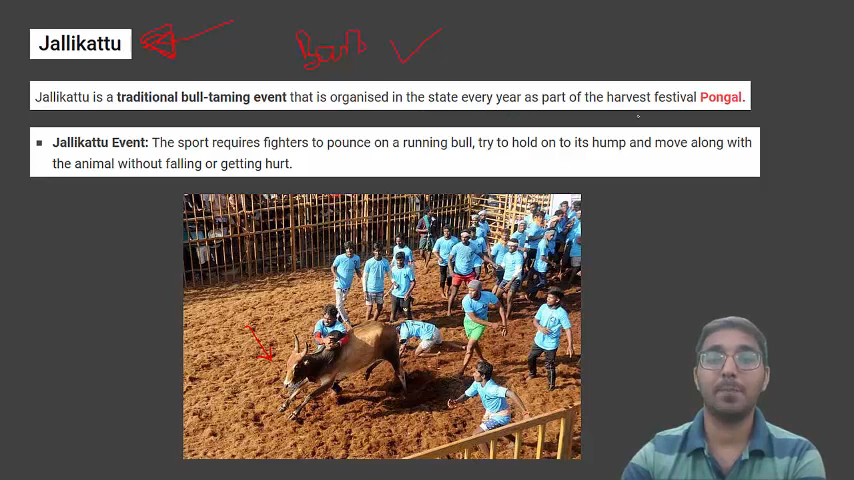 Jallikattu
Jallikattu is a traditional bull-taming event that is organised in the state every year as part of the harvest festival Pongal.
▪ Jallikattu Event: The sport requires fighters to pounce on a running bull, try to hold on to its hump and move along with
the animal without falling or getting hurt.